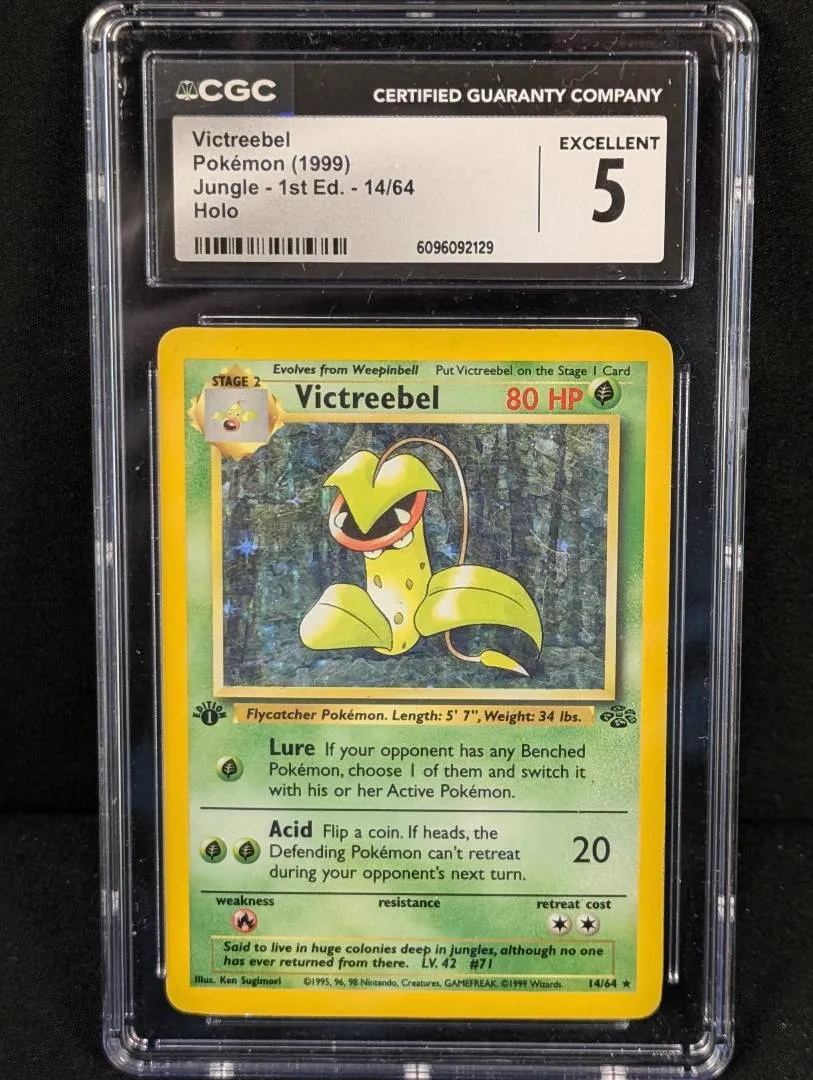 CGC
CERTIFIED GUARANTY COMPANY
Victreebel
Pokémon (1999)
Jungle - 1st Ed. - 14/64
Holo
EXCELLENT
5
6096092129
Evolves from Weepinbell Put Victreebel on the Stage 1 Card
STAGE 2
Victreebel 80 HP
EDITION
1
Flycatcher Pokémon. Length: 5' 7", Weight: 34 lbs.
Lure If your opponent has any Benched
Pokémon, choose 1 of them and switch it
with his or her Active Pokémon.
Acid Flip a coin. If heads, the
Defending Pokémon can't retreat
during your opponent's next turn.
20
weakness resistance retreat cost
Said to live in huge colonies deep in jungles, although no one
has ever returned from there. LV. 42 #71
Illus. Ken Sugimori ©1995, 96, 98 Nintendo, Creatures, GAMEFREAK. ©1999 Wizards. 14/64 ★